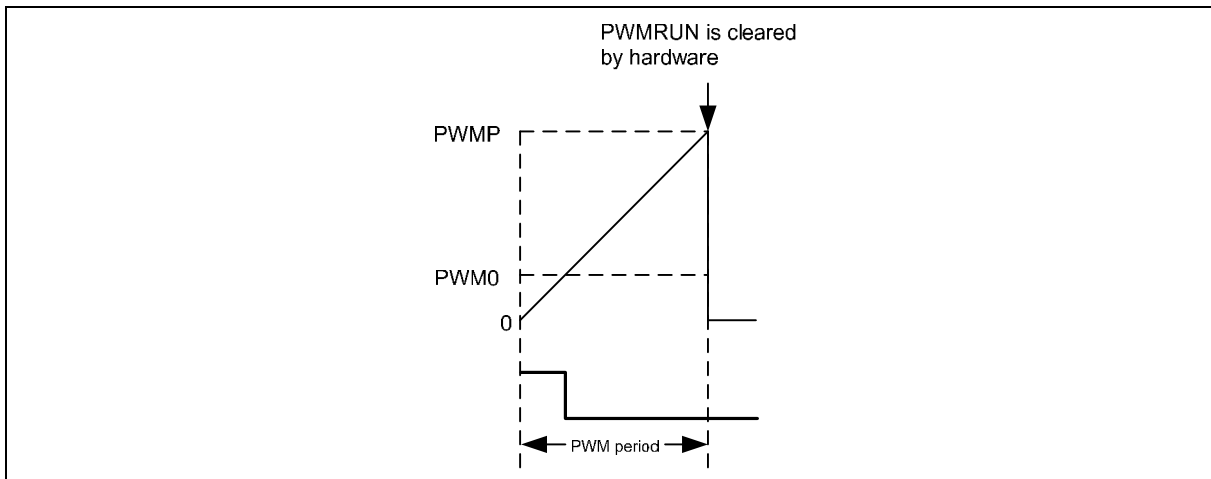 PWMRUN is cleared
by hardware
PWMP
PWM0
0
PWM period